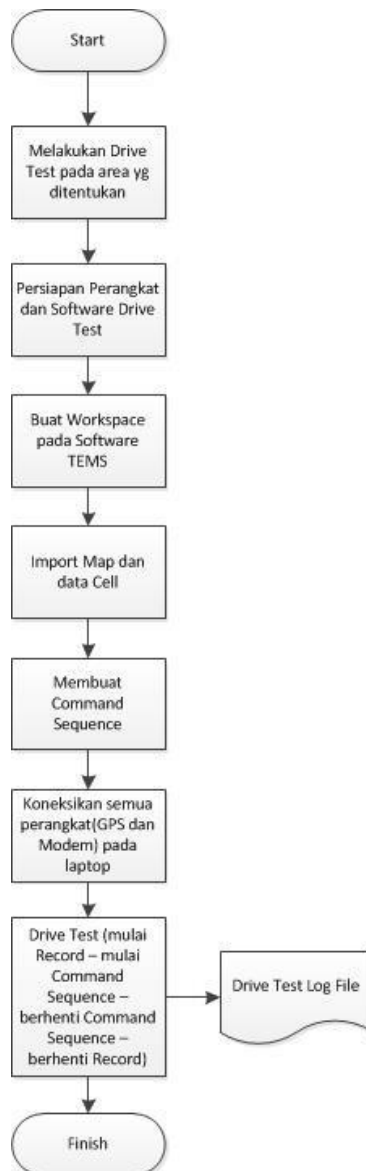 Start
Melakukan Drive
Test pada area yg
ditentukan
Persiapan Perangkat
dan Software Drive
Test
Buat Workspace
pada Software
TEMS
Import Map dan
data Cell
Membuat
Command
Sequence
Koneksikan semua
perangkat(GPS dan
Modem) pada
laptop
Drive Test (mulai
Record – mulai
Command
Sequence –
berhenti Command
Sequence –
berhenti Record)
Drive Test Log File
Finish